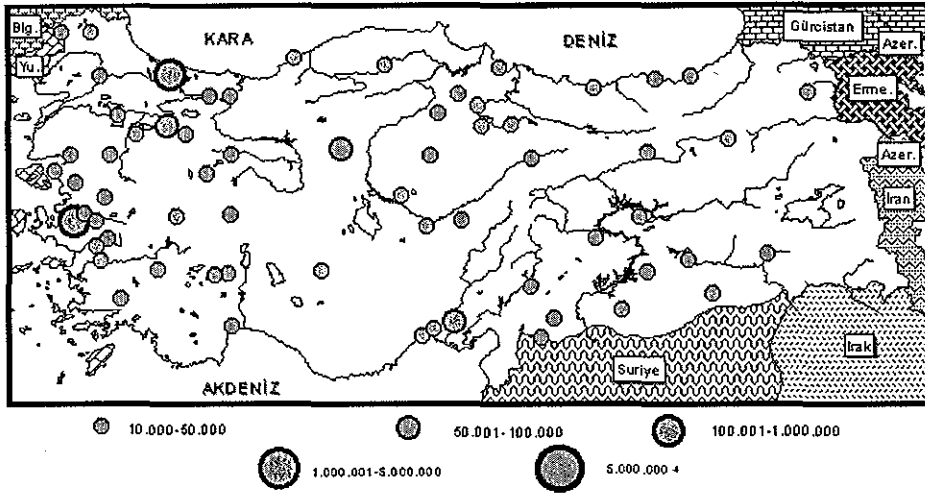 Blg.
KARA
DENİZ
Gürcistan
Azer.
Yu.
Erme.
Azer.
İran
AKDENİZ
Suriye
Irak
10.000-50.000
50.001-100.000
100.001-1.000.000
1.000.001-5.000.000
5.000.00 +